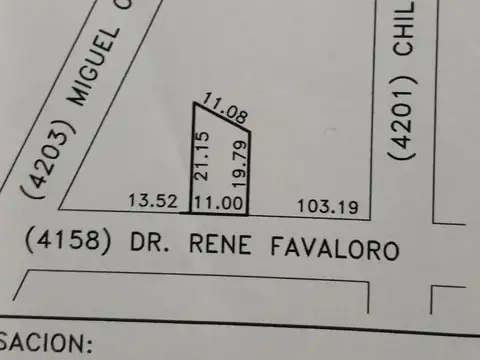 (4203) MIGUEL
(4201) CHIL
11.08
21.15
19.79
13.52
11.00
103.19
(4158) DR. RENE FAVALORO
SACION: